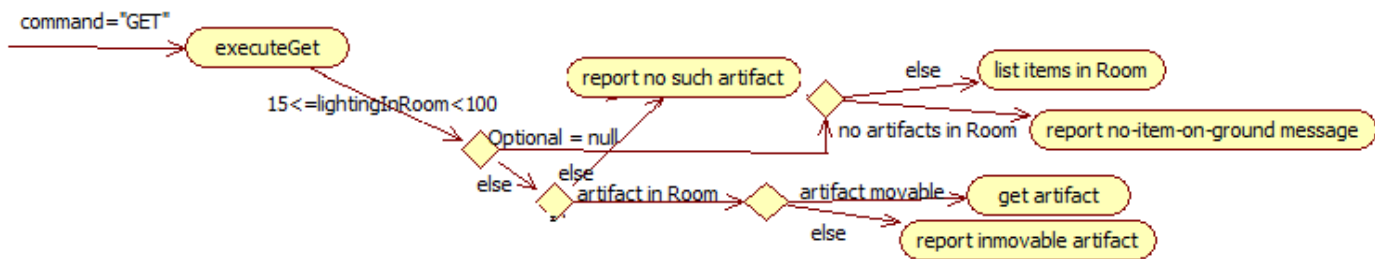 command="GET"
executeGet
15<=lightingInRoom<100
report no such artifact
else
list items in Room
no artifacts in Room
report no-item-on-ground message
Optional = null
else
else
artifact in Room
artifact movable
get artifact
else
report inmovable artifact